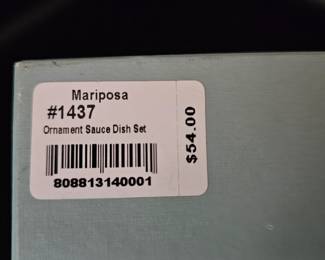 Mariposa
#1437
Ornament Sauce Dish Set
808813140001
$54.00